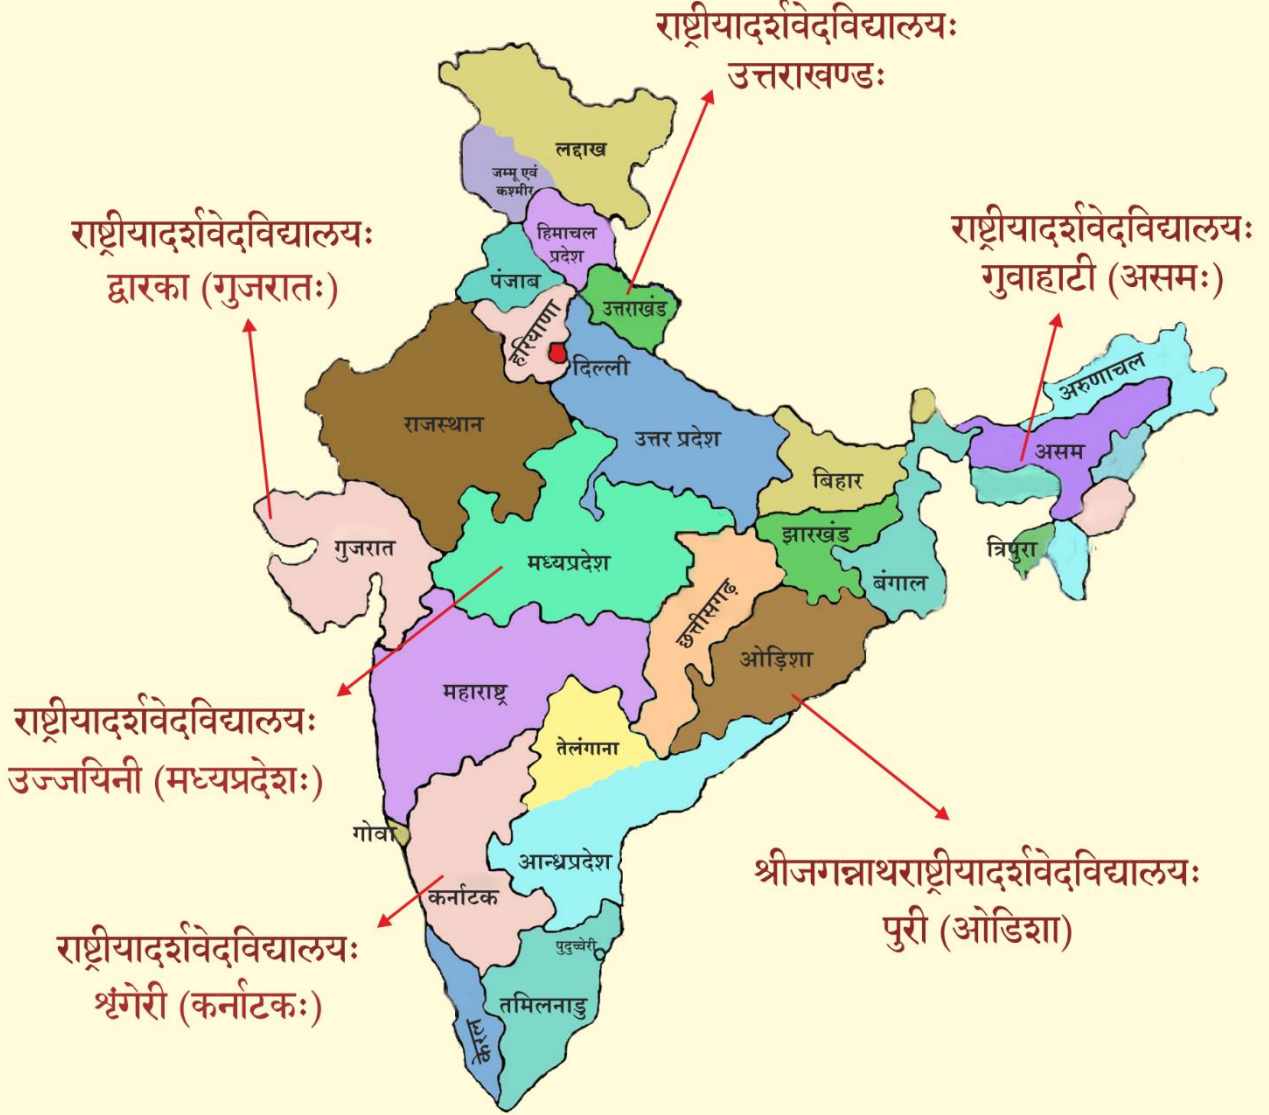 राष्ट्रीयादर्शवेदविद्यालयः
उत्तराखण्डः
लद्दाख
जम्मू एवं
कश्मीर
राष्ट्रीयादर्शवेदविद्यालयः
द्वारका (गुजरातः)
हिमाचल
प्रदेश
राष्ट्रीयादर्शवेदविद्यालयः
गुवाहाटी (असमः)
पंजाब
उत्तराखंड
हरियाणा
दिल्ली
अरुणाचल
राजस्थान
उत्तर प्रदेश
असम
बिहार
झारखंड
गुजरात
मध्यप्रदेश
त्रिपुरा
बंगाल
छत्तीसगढ़
ओड़िशा
महाराष्ट्र
राष्ट्रीयादर्शवेदविद्यालयः
उज्जयिनी (मध्यप्रदेशः)
तेलंगाना
गोवा
आन्ध्रप्रदेश
श्रीजगन्नाथराष्ट्रीयादर्शवेदविद्यालयः
पुरी (ओडिशा)
कर्नाटक
राष्ट्रीयादर्शवेदविद्यालयः
शृंगेरी (कर्नाटकः)
पुदुच्चेरी
तमिलनाडु
केरल